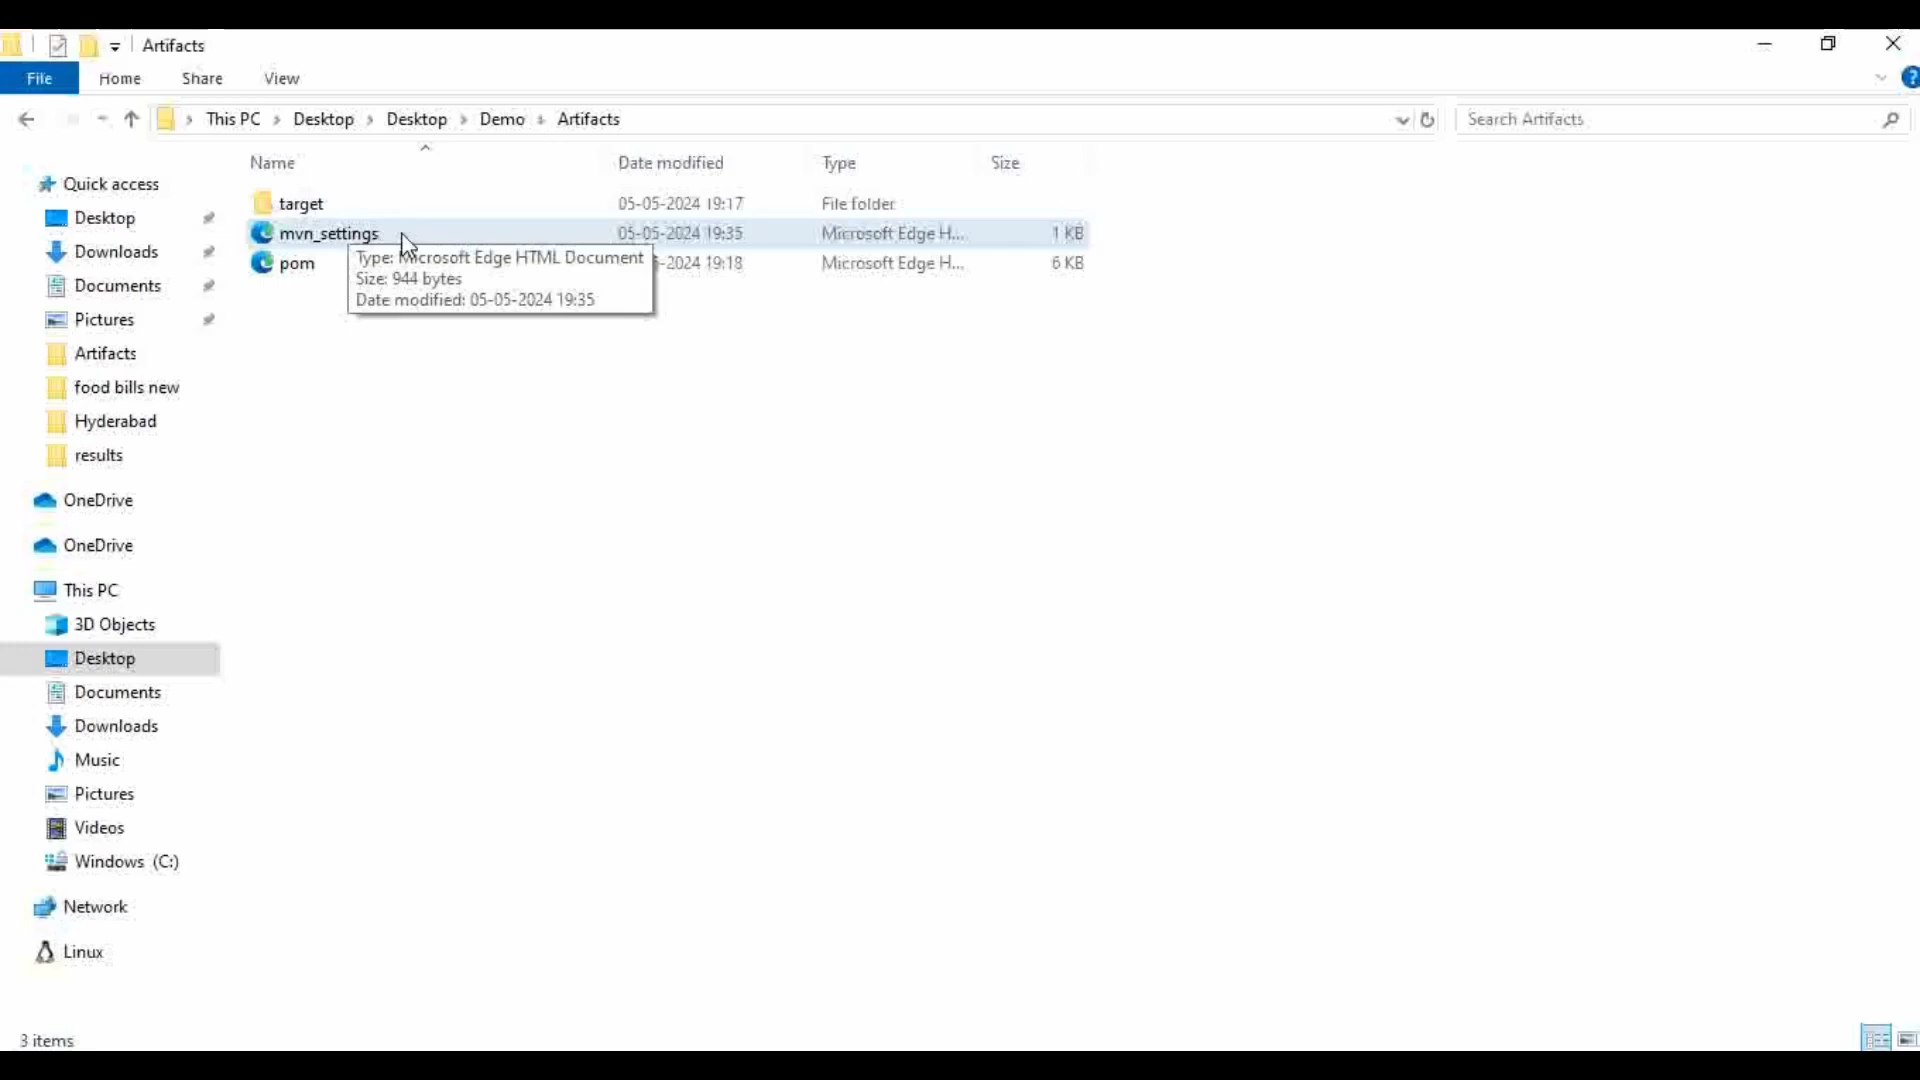 Artifacts
File Home Share View
This PC Desktop Desktop Demo Artifacts Search Artifacts
Name Date modified Type Size
target 05-05-2024 19:17 File folder
mvn_settings 05-05-2024 19:35 Microsoft Edge H... 1 KB
pom -2024 19:18 Microsoft Edge H... 6 KB
Type: Microsoft Edge HTML Document
Size: 944 bytes
Date modified: 05-05-2024 19:35
Quick access
Desktop
Downloads
Documents
Pictures
Artifacts
food bills new
Hyderabad
results
OneDrive
OneDrive
This PC
3D Objects
Desktop
Documents
Downloads
Music
Pictures
Videos
Windows (C:)
Network
Linux
3 items